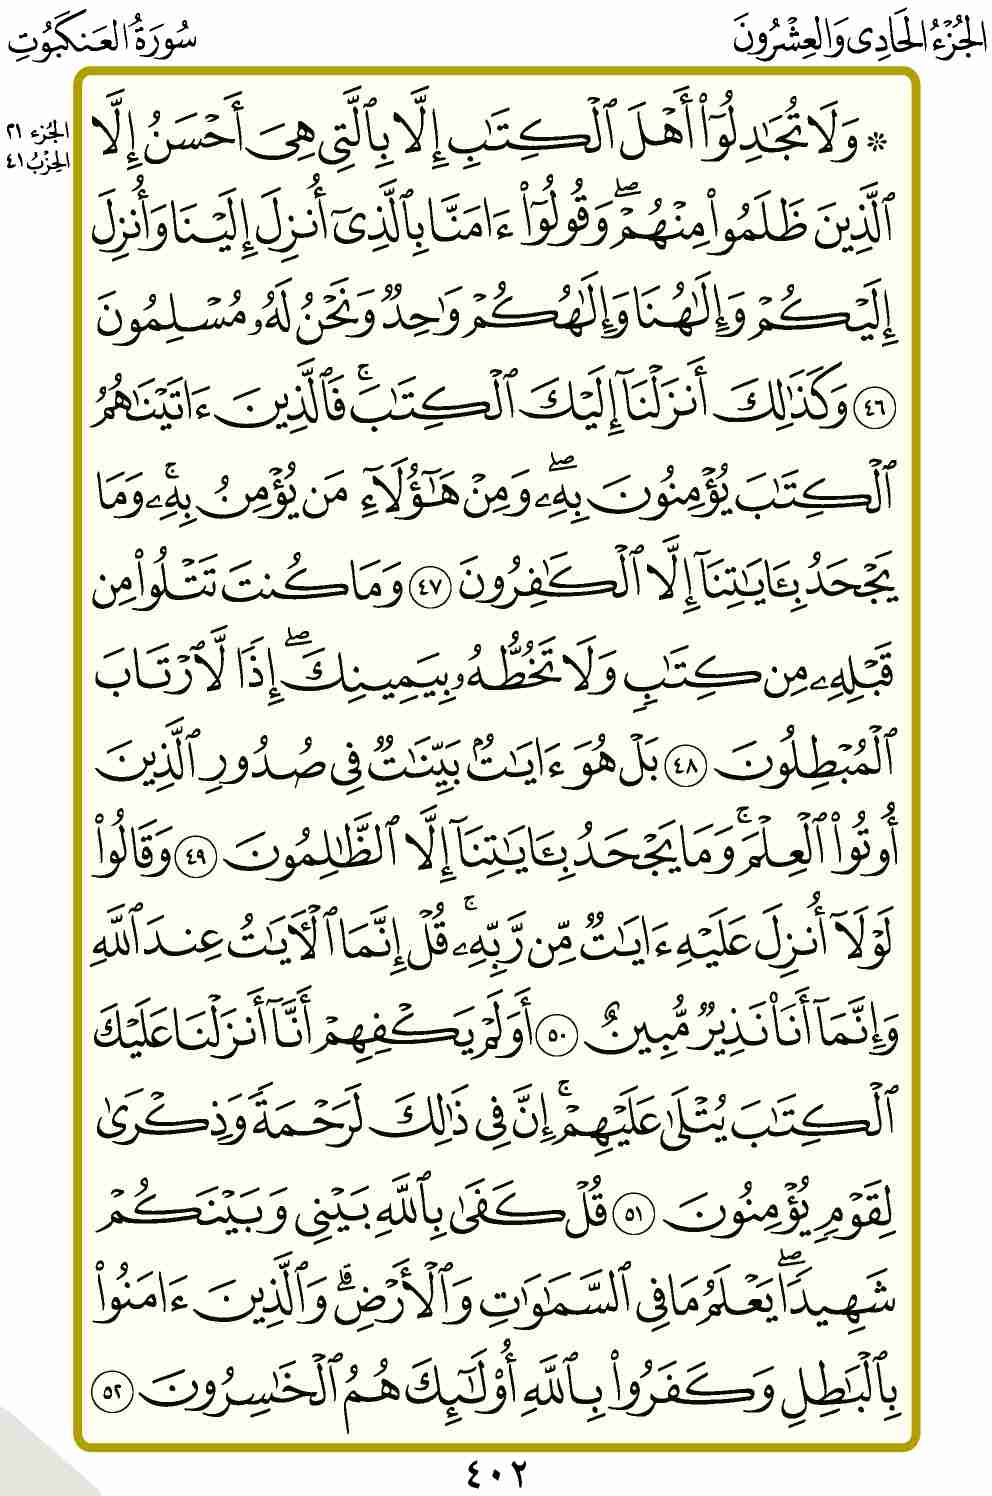 الجُزْءُ الحَادِى وَالعِشْرُونَ
سُورَةُ العَنكَبُوتِ
الجُزء ٢١
الحِزْبُ ٤١
* وَلَا تُجَـٰدِلُوٓا۟ أَهْلَ ٱلْكِتَـٰبِ إِلَّا بِٱلَّتِى هِىَ أَحْسَنُ إِلَّا
ٱلَّذِينَ ظَلَمُوا۟ مِنْهُمْ ۖ وَقُولُوٓا۟ ءَامَنَّا بِٱلَّذِىٓ أُنزِلَ إِلَيْنَا وَأُنزِلَ
إِلَيْكُمْ وَإِلَـٰهُنَا وَإِلَـٰهُكُمْ وَٰحِدٌ وَنَحْنُ لَهُۥ مُسْلِمُونَ
٤٦ وَكَذَٰلِكَ أَنزَلْنَآ إِلَيْكَ ٱلْكِتَـٰبَ ۚ فَٱلَّذِينَ ءَاتَيْنَـٰهُمُ
ٱلْكِتَـٰبَ يُؤْمِنُونَ بِهِۦ ۖ وَمِنْ هَـٰٓؤُلَآءِ مَن يُؤْمِنُ بِهِۦ ۚ وَمَا
يَجْحَدُ بِـَٔايَـٰتِنَآ إِلَّا ٱلْكَـٰفِرُونَ ٤٧ وَمَا كُنتَ تَتْلُوا۟ مِن
قَبْلِهِۦ مِن كِتَـٰبٍ وَلَا تَخُطُّهُۥ بِيَمِينِكَ ۖ إِذًا لَّٱرْتَابَ
ٱلْمُبْطِلُونَ ٤٨ بَلْ هُوَ ءَايَـٰتٌۢ بَيِّنَـٰتٌ فِى صُدُورِ ٱلَّذِينَ
أُوتُوا۟ ٱلْعِلْمَ ۚ وَمَا يَجْحَدُ بِـَٔايَـٰتِنَآ إِلَّا ٱلظَّـٰلِمُونَ ٤٩ وَقَالُوا۟
لَوْلَآ أُنزِلَ عَلَيْهِ ءَايَـٰتٌ مِّن رَّبِّهِۦ ۚ قُلْ إِنَّمَا ٱلْـَٔايَـٰتُ عِندَ ٱللَّهِ
وَإِنَّمَآ أَنَا۠ نَذِيرٌ مُّبِينٌ ٥٠ أَوَلَمْ يَكْفِهِمْ أَنَّآ أَنزَلْنَا عَلَيْكَ
ٱلْكِتَـٰبَ يُتْلَىٰ عَلَيْهِمْ ۚ إِنَّ فِى ذَٰلِكَ لَرَحْمَةً وَذِكْرَىٰ
لِقَوْمٍ يُؤْمِنُونَ ٥١ قُلْ كَفَىٰ بِٱللَّهِ بَيْنِى وَبَيْنَكُمْ
شَهِيدًا ۖ يَعْلَمُ مَا فِى ٱلسَّمَـٰوَٰتِ وَٱلْأَرْضِ ۗ وَٱلَّذِينَ ءَامَنُوا۟
بِٱلْبَـٰطِلِ وَكَفَرُوا۟ بِٱللَّهِ أُو۟لَـٰٓئِكَ هُمُ ٱلْخَـٰسِرُونَ ٥٢
٤٠٢